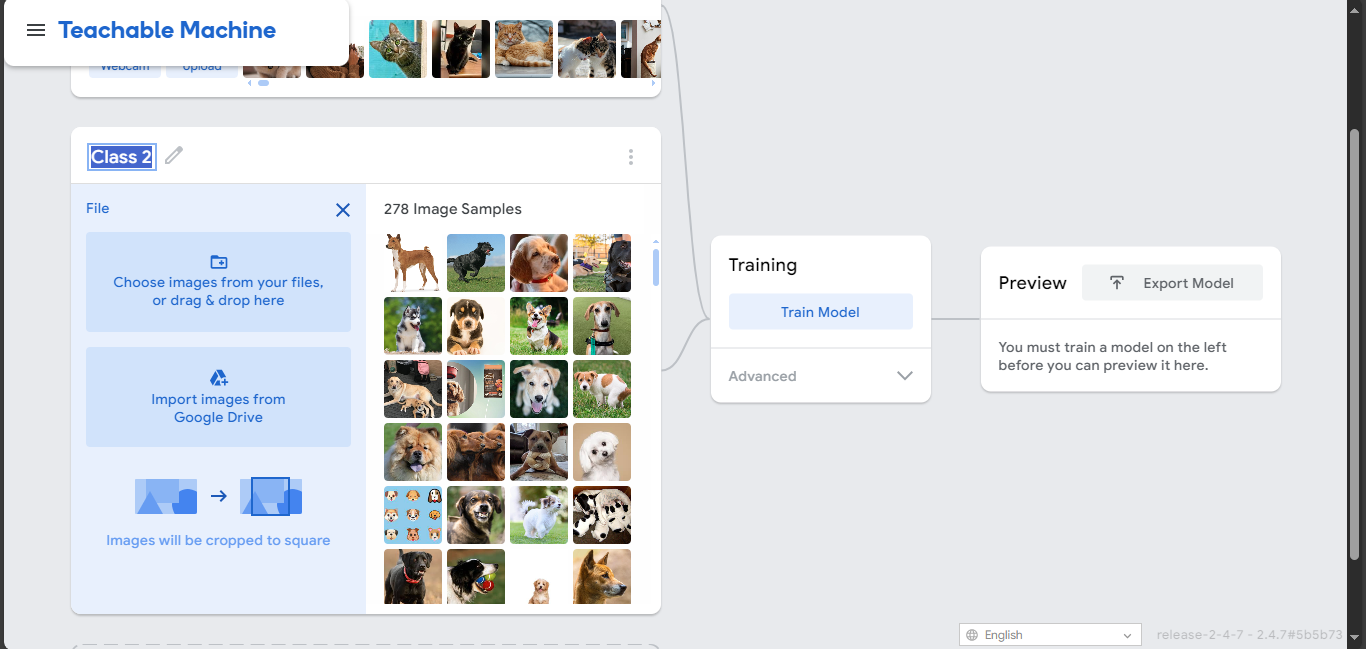 Teachable Machine
Webcam
Upload
Class 2
File
278 Image Samples
Choose images from your files,
or drag & drop here
Import images from
Google Drive
Images will be cropped to square
Training
Train Model
Advanced
Preview
Export Model
You must train a model on the left
before you can preview it here.
English
release-2-4-7 - 2.4.7#5b5b73